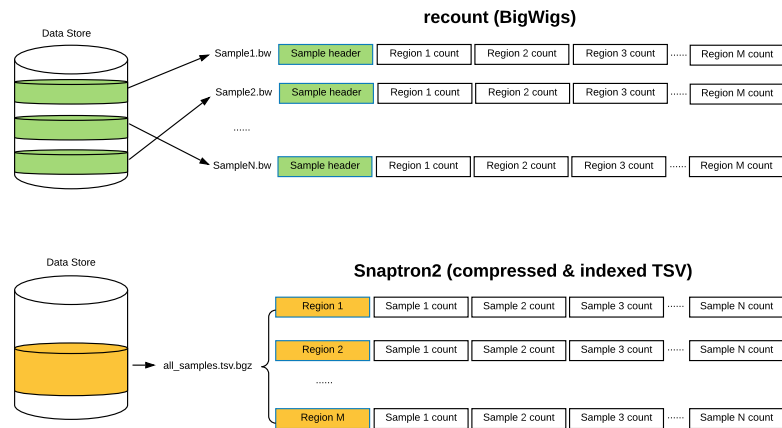 recount (BigWigs)
Data Store
Sample1.bw Sample header Region 1 count Region 2 count Region 3 count ...... Region M count
Sample2.bw Sample header Region 1 count Region 2 count Region 3 count ...... Region M count
......
SampleN.bw Sample header Region 1 count Region 2 count Region 3 count ...... Region M count
Data Store
Snaptron2 (compressed & indexed TSV)
Region 1 Sample 1 count Sample 2 count Sample 3 count ...... Sample N count
Region 2 Sample 1 count Sample 2 count Sample 3 count ...... Sample N count
all_samples.tsv.bgz
......
Region M Sample 1 count Sample 2 count Sample 3 count ...... Sample N count